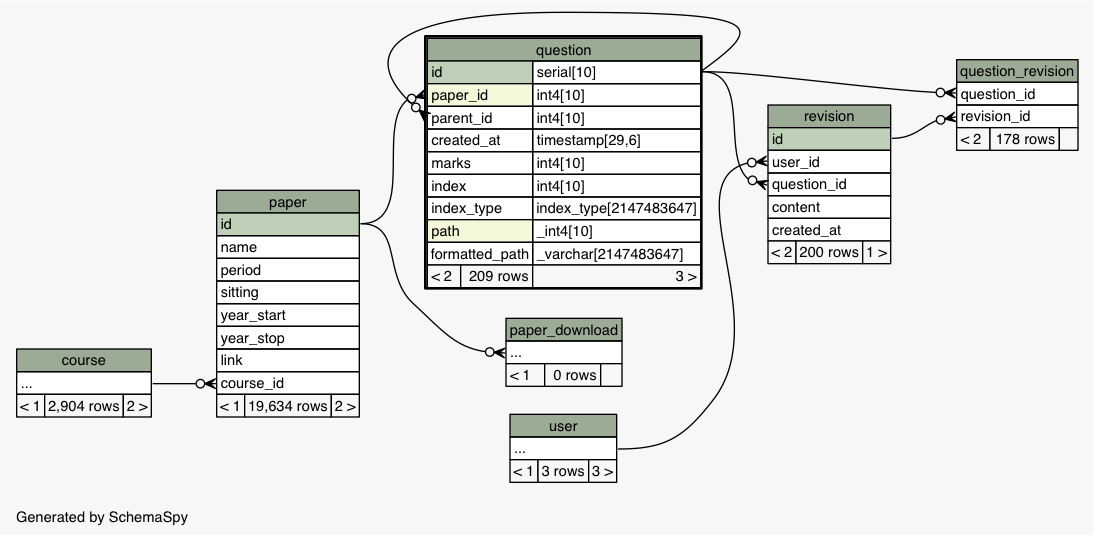 question
id serial[10]
paper_id int4[10]
parent_id int4[10]
created_at timestamp[29,6]
marks int4[10]
index int4[10]
index_type index_type[2147483647]
path _int4[10]
formatted_path _varchar[2147483647]
< 2 209 rows 3 >
question_revision
question_id
revision_id
< 2 178 rows
revision
id
user_id
question_id
content
created_at
< 2 200 rows 1 >
paper
id
name
period
sitting
year_start
year_stop
link
course_id
< 1 19,634 rows 2 >
course
...
< 1 2,904 rows 2 >
paper_download
...
< 1 0 rows
user
...
< 1 3 rows 3 >
Generated by SchemaSpy